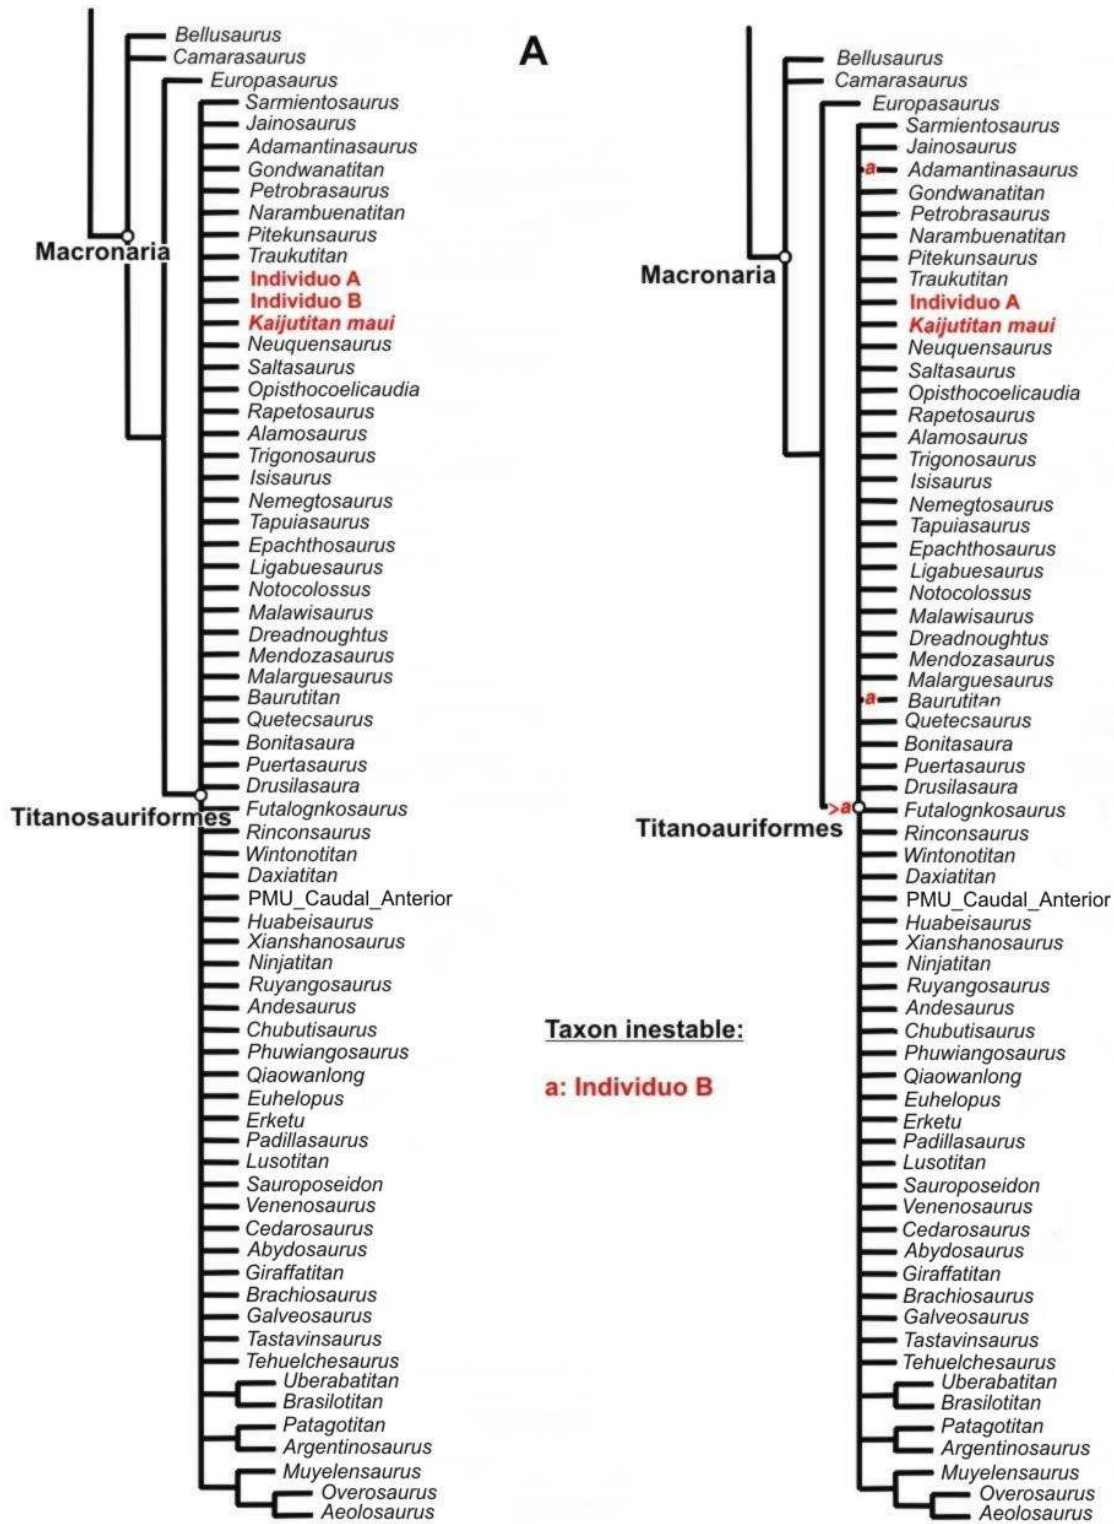 Bellusaurus
Camarasaurus
Europasaurus
Sarmientosaurus
Jainosaurus
Adamantinasaurus
Gondwanatitan
Petrobrasaurus
Narambuenatitan
Pitekunsaurus
Macronaria
Traukutitan
Individuo A
Individuo B
Kaijutitan maui
Neuquensaurus
Saltasaurus
Opisthocoelicaudia
Rapetosaurus
Alamosaurus
Trigonosaurus
Isisaurus
Nemegtosaurus
Tapuiasaurus
Epachthosaurus
Ligabuesaurus
Notocolossus
Malawisaurus
Dreadnoughtus
Mendozasaurus
Malarguesaurus
Baurutitan
Quetecsaurus
Bonitasaura
Puertasaurus
Drusilasaura
Titanosauriformes
Futalognkosaurus
Rinconsaurus
Wintonotitan
Daxiatitan
PMU_Caudal_Anterior
Huabeisaurus
Xianshanosaurus
Ninjatitan
Ruyangosaurus
Andesaurus
Chubutisaurus
Phuwiangosaurus
Qiaowanlong
Euhelopus
Erketu
Padillasaurus
Lusotitan
Sauroposeidon
Venenosaurus
Cedarosaurus
Abydosaurus
Giraffatitan
Brachiosaurus
Galveosaurus
Tastavinsaurus
Tehuelchesaurus
Uberabatitan
Brasilotitan
Patagotitan
Argentinosaurus
Muyelensaurus
Overosaurus
Aeolosaurus
A
Taxon inestable:
a: Individuo B
Bellusaurus
Camarasaurus
Europasaurus
Sarmientosaurus
Jainosaurus
a Adamantinasaurus
Gondwanatitan
Petrobrasaurus
Narambuenatitan
Pitekunsaurus
Macronaria
Traukutitan
Individuo A
Kaijutitan maui
Neuquensaurus
Saltasaurus
Opisthocoelicaudia
Rapetosaurus
Alamosaurus
Trigonosaurus
Isisaurus
Nemegtosaurus
Tapuiasaurus
Epachthosaurus
Ligabuesaurus
Notocolossus
Malawisaurus
Dreadnoughtus
Mendozasaurus
Malarguesaurus
a Baurutitan
Quetecsaurus
Bonitasaura
Puertasaurus
Drusilasaura
>a Futalognkosaurus
Titanoauriformes
Rinconsaurus
Wintonotitan
Daxiatitan
PMU_Caudal_Anterior
Huabeisaurus
Xianshanosaurus
Ninjatitan
Ruyangosaurus
Andesaurus
Chubutisaurus
Phuwiangosaurus
Qiaowanlong
Euhelopus
Erketu
Padillasaurus
Lusotitan
Sauroposeidon
Venenosaurus
Cedarosaurus
Abydosaurus
Giraffatitan
Brachiosaurus
Galveosaurus
Tastavinsaurus
Tehuelchesaurus
Uberabatitan
Brasilotitan
Patagotitan
Argentinosaurus
Muyelensaurus
Overosaurus
Aeolosaurus